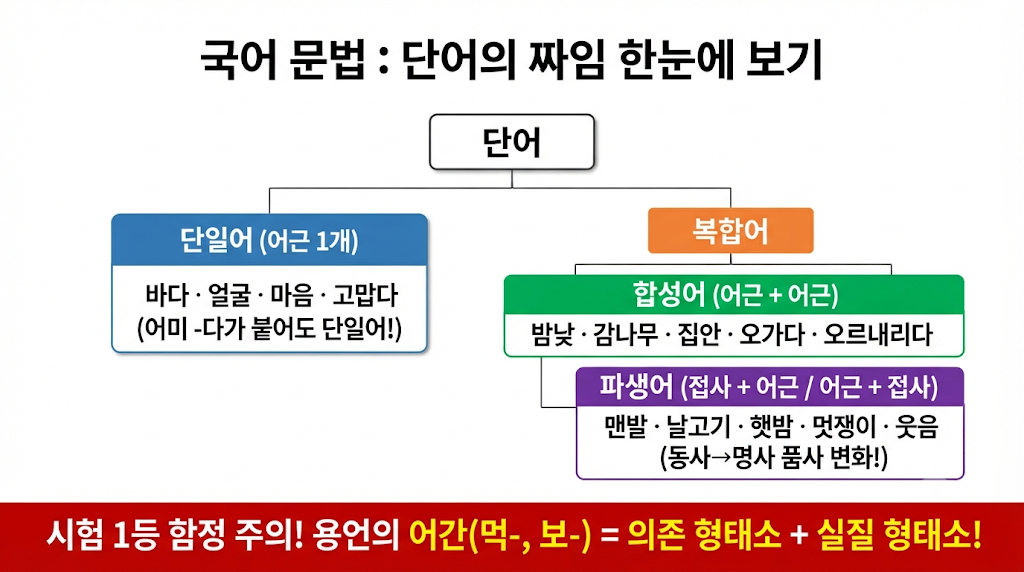 국어 문법 : 단어의 짜임 한눈에 보기
단어
단일어 (어근 1개)
바다 · 얼굴 · 마음 · 고맙다
(어미 -다가 붙어도 단일어!)
복합어
합성어 (어근 + 어근)
밤낮 · 감나무 · 집안 · 오가다 · 오르내리다
파생어 (접사 + 어근 / 어근 + 접사)
맨발 · 날고기 · 햇밤 · 멋쟁이 · 웃음
(동사→명사 품사 변화!)
시험 1등 함정 주의! 용언의 어간(먹-, 보-) = 의존 형태소 + 실질 형태소!